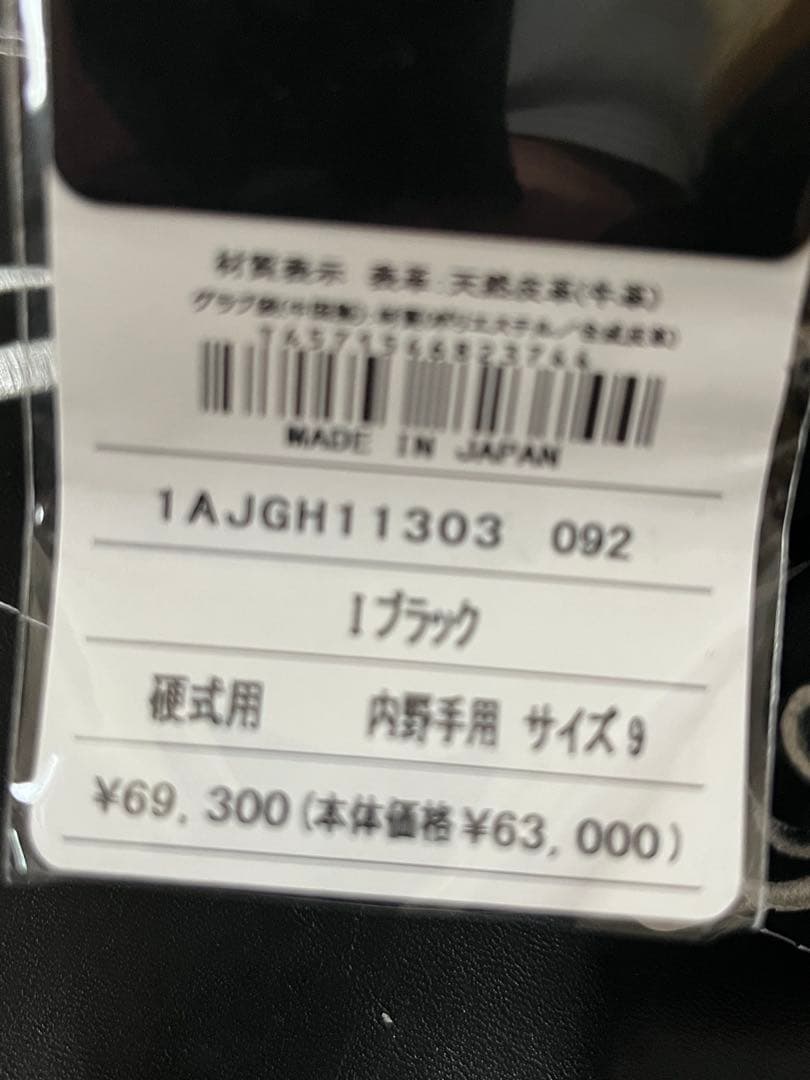 材質表示 表革:天然皮革(牛革)
MADE IN JAPAN
1AJGH11303 092
Iブラック
硬式用 内野手用 サイズ9
¥69,300(本体価格¥63,000)